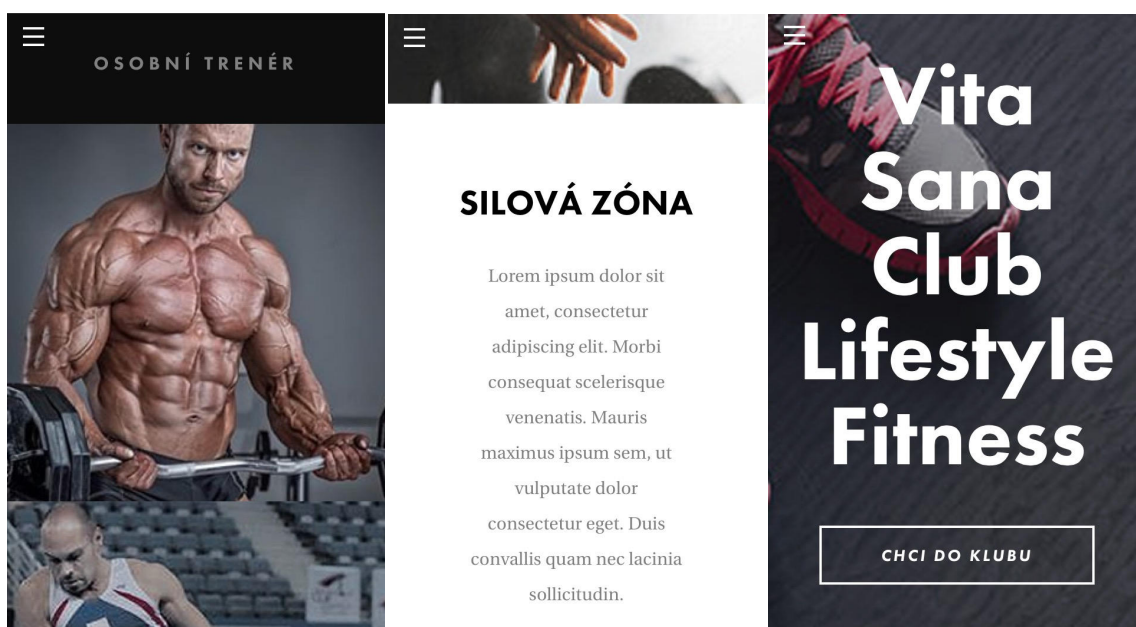 OSOBNÍ TRENÉR
SILOVÁ ZÓNA
Lorem ipsum dolor sit
amet, consectetur
adipiscing elit. Morbi
consequat scelerisque
venenatis. Mauris
maximus ipsum sem, ut
vulputate dolor
consectetur eget. Duis
convallis quam nec lacinia
sollicitudin.
Vita
Sana
Club
Lifestyle
Fitness
CHCI DO KLUBU